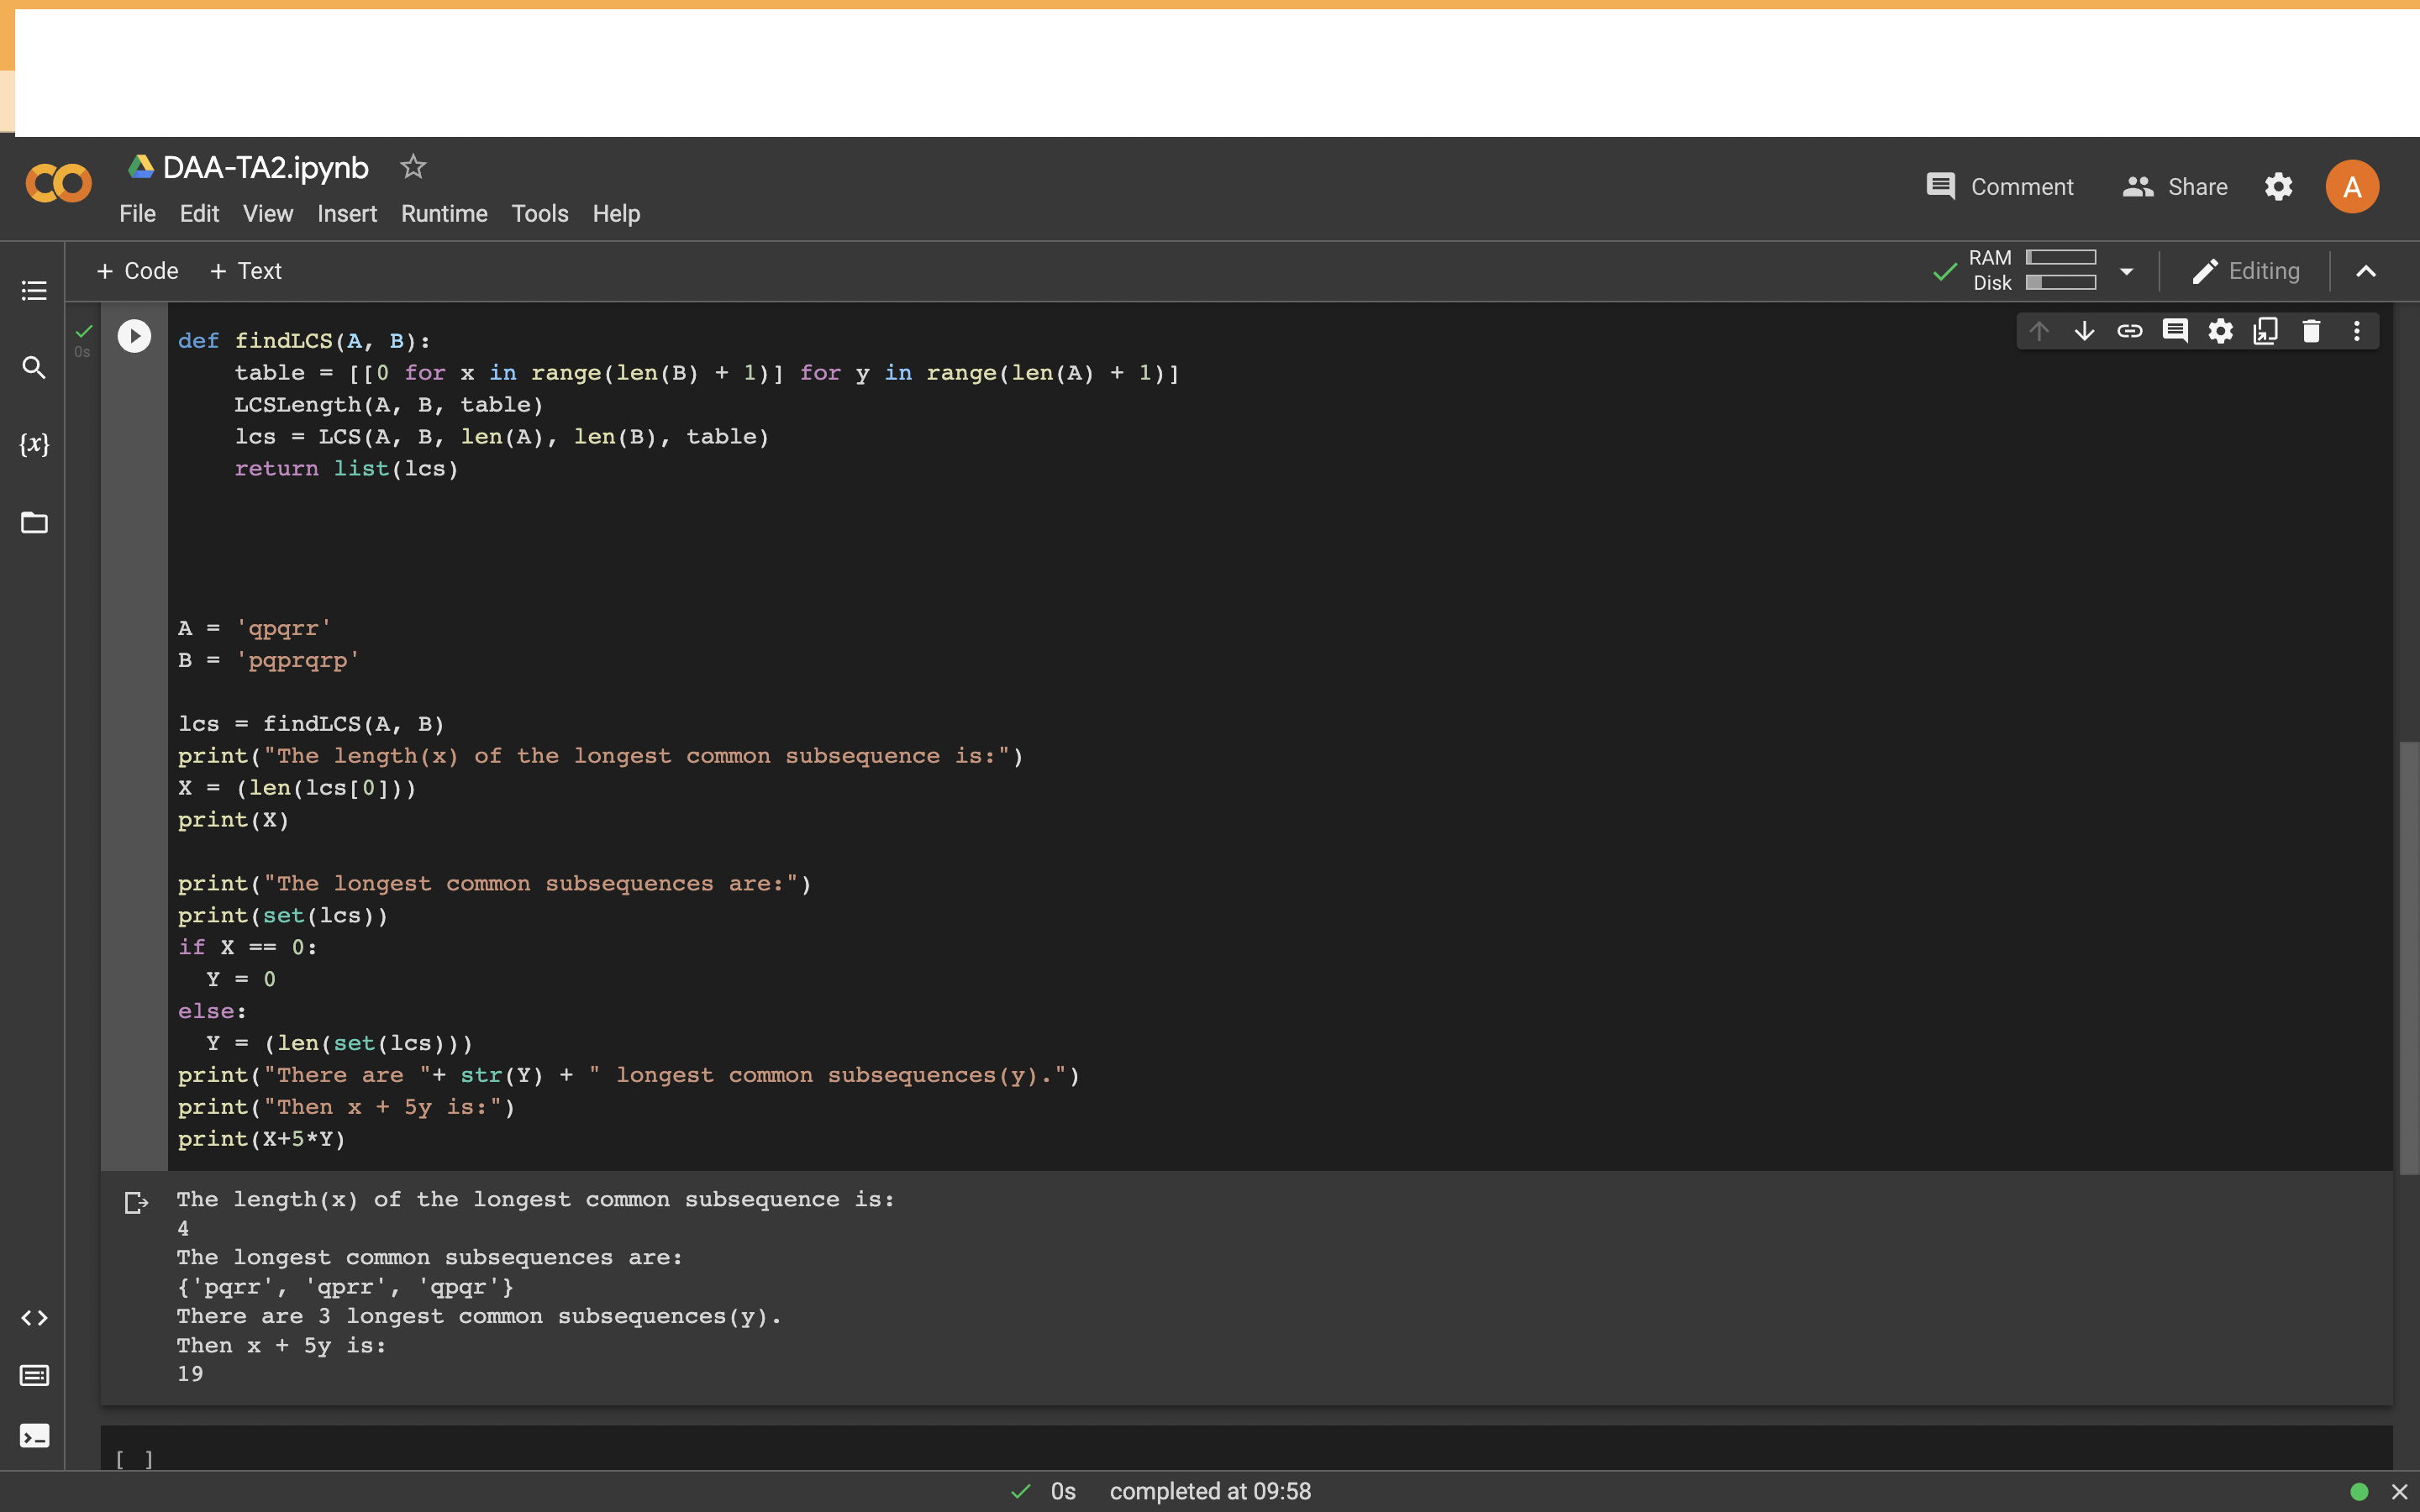 DAA-TA2.ipynb
File Edit View Insert Runtime Tools Help
Comment Share A
+ Code + Text
RAM
Disk
Editing
0s
def findLCS(A, B):
    table = [[0 for x in range(len(B) + 1)] for y in range(len(A) + 1)]
    LCSLength(A, B, table)
    lcs = LCS(A, B, len(A), len(B), table)
    return list(lcs)
{x}
A = 'qpqrr'
B = 'pqprqrp'
lcs = findLCS(A, B)
print("The length(x) of the longest common subsequence is:")
X = (len(lcs[0]))
print(X)
print("The longest common subsequences are:")
print(set(lcs))
if X == 0:
  Y = 0
else:
  Y = (len(set(lcs)))
print("There are "+ str(Y) + " longest common subsequences(y).")
print("Then x + 5y is:")
print(X+5*Y)
The length(x) of the longest common subsequence is:
4
The longest common subsequences are:
{'pqrr', 'qprr', 'qpqr'}
There are 3 longest common subsequences(y).
Then x + 5y is:
19
[ ]
0s completed at 09:58